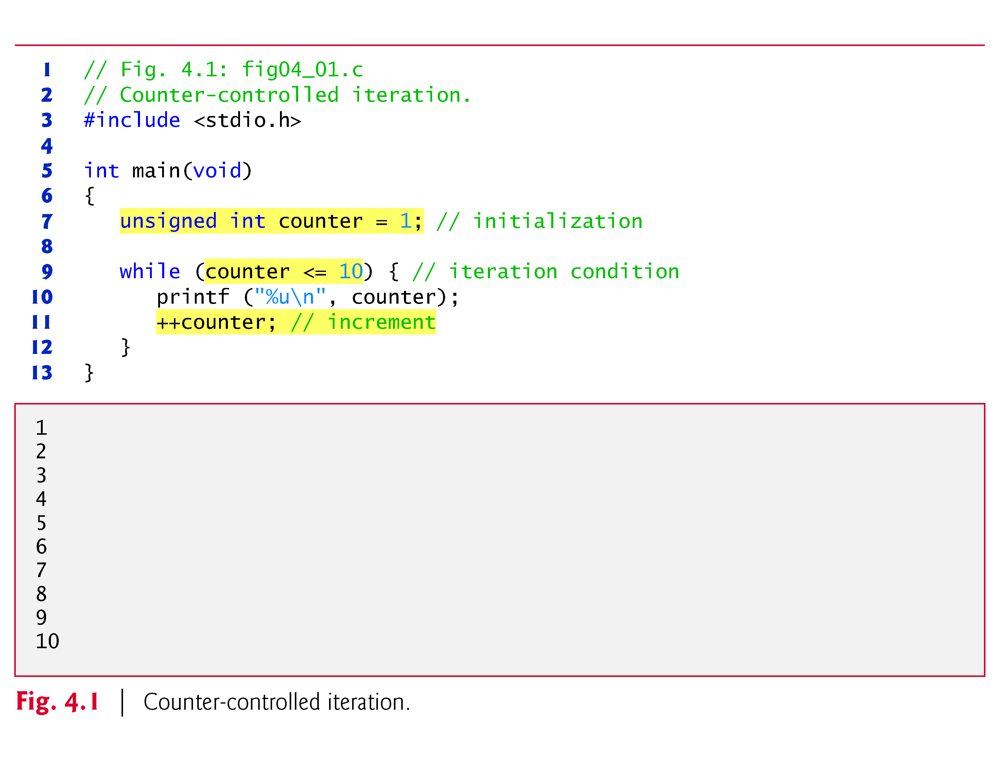 1 // Fig. 4.1: fig04_01.c
2 // Counter-controlled iteration.
3 #include <stdio.h>
4
5 int main(void)
6 {
7 unsigned int counter = 1; // initialization
8
9 while (counter <= 10) { // iteration condition
10 printf ("%u\n", counter);
11 ++counter; // increment
12 }
13 }
1
2
3
4
5
6
7
8
9
10
Fig. 4.1 | Counter-controlled iteration.